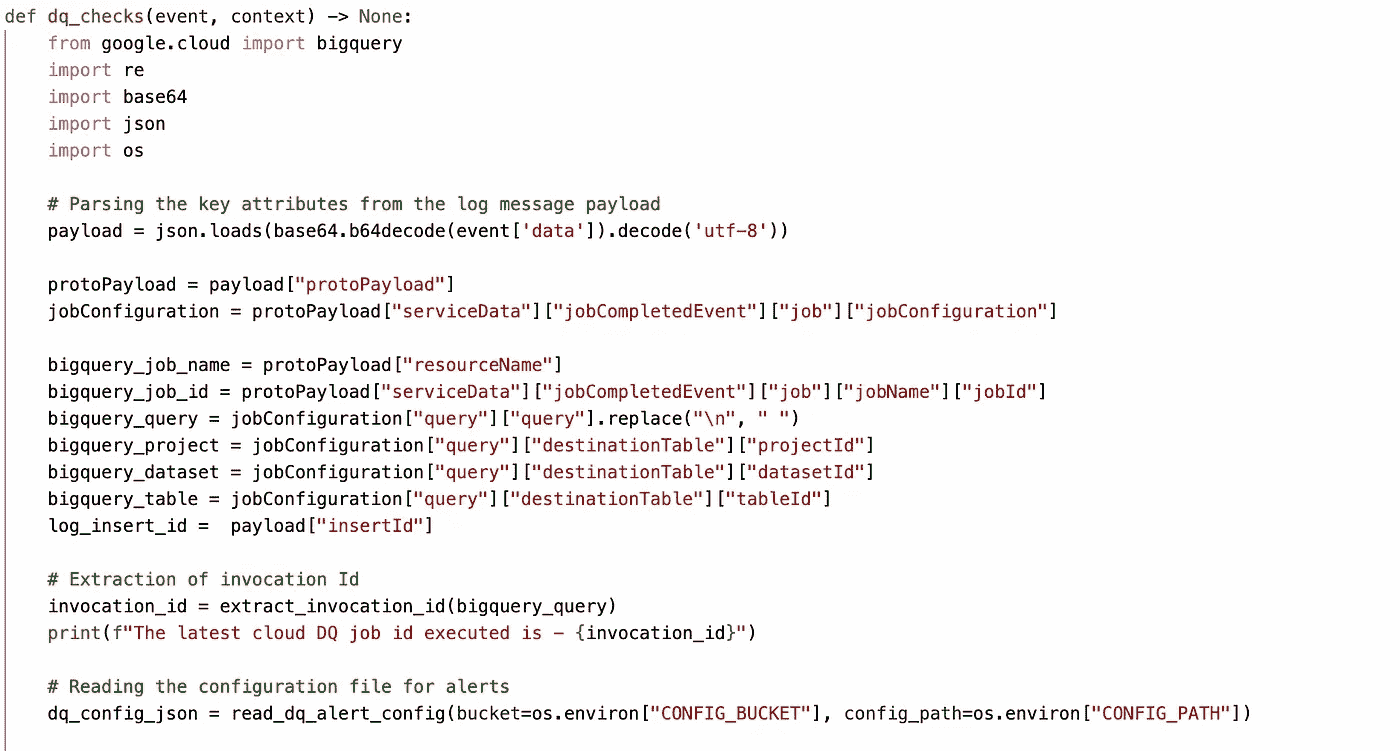 def dq_checks(event, context) -> None:
    from google.cloud import bigquery
    import re
    import base64
    import json
    import os

    # Parsing the key attributes from the log message payload
    payload = json.loads(base64.b64decode(event['data']).decode('utf-8'))

    protoPayload = payload["protoPayload"]
    jobConfiguration = protoPayload["serviceData"]["jobCompletedEvent"]["job"]["jobConfiguration"]

    bigquery_job_name = protoPayload["resourceName"]
    bigquery_job_id = protoPayload["serviceData"]["jobCompletedEvent"]["job"]["jobName"]["jobId"]
    bigquery_query = jobConfiguration["query"]["query"].replace("\n", " ")
    bigquery_project = jobConfiguration["query"]["destinationTable"]["projectId"]
    bigquery_dataset = jobConfiguration["query"]["destinationTable"]["datasetId"]
    bigquery_table = jobConfiguration["query"]["destinationTable"]["tableId"]
    log_insert_id =  payload["insertId"]

    # Extraction of invocation Id
    invocation_id = extract_invocation_id(bigquery_query)
    print(f"The latest cloud DQ job id executed is - {invocation_id}")

    # Reading the configuration file for alerts
    dq_config_json = read_dq_alert_config(bucket=os.environ["CONFIG_BUCKET"], config_path=os.environ["CONFIG_PATH"])